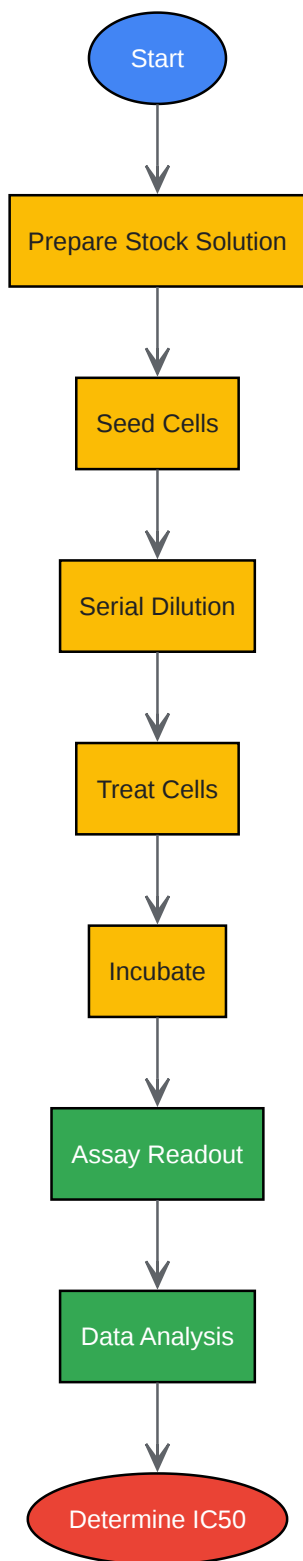 Start
Prepare Stock Solution
Seed Cells
Serial Dilution
Treat Cells
Incubate
Assay Readout
Data Analysis
Determine IC50